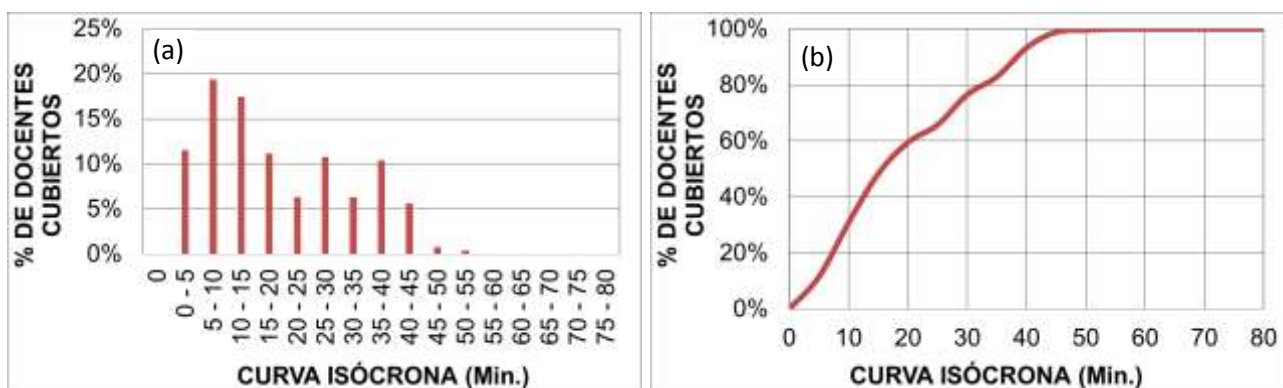 (a)
% DE DOCENTES
CUBIERTOS
25%
20%
15%
10%
5%
0%
0
0 - 5
5 - 10
10 - 15
15 - 20
20 - 25
25 - 30
30 - 35
35 - 40
40 - 45
45 - 50
50 - 55
55 - 60
60 - 65
65 - 70
70 - 75
75 - 80
CURVA ISÓCRONA (Min.)
(b)
% DE DOCENTES
CUBIERTOS
100%
80%
60%
40%
20%
0%
0 10 20 30 40 50 60 70 80
CURVA ISÓCRONA (Min.)